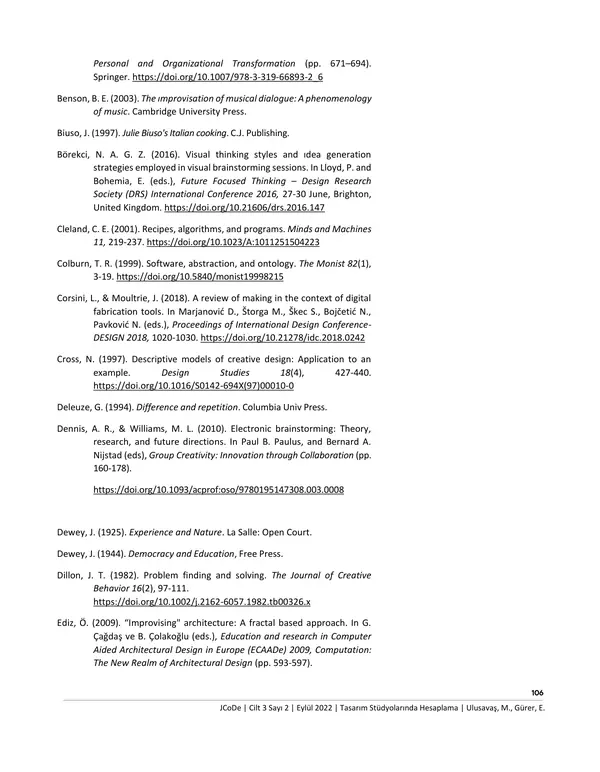 Personal and Organizational Transformation (pp. 671–694).
Springer. https://doi.org/10.1007/978-3-319-66893-2_6
Benson, B. E. (2003). The ımprovisation of musical dialogue: A phenomenology
of music. Cambridge University Press.
Biuso, J. (1997). Julie Biuso's Italian cooking. C.J. Publishing.
Börekci, N. A. G. Z. (2016). Visual thinking styles and ıdea generation
strategies employed in visual brainstorming sessions. In Lloyd, P. and
Bohemia, E. (eds.), Future Focused Thinking – Design Research
Society (DRS) International Conference 2016, 27-30 June, Brighton,
United Kingdom. https://doi.org/10.21606/drs.2016.147
Cleland, C. E. (2001). Recipes, algorithms, and programs. Minds and Machines
11, 219-237. https://doi.org/10.1023/A:1011251504223
Colburn, T. R. (1999). Software, abstraction, and ontology. The Monist 82(1),
3-19. https://doi.org/10.5840/monist19998215
Corsini, L., & Moultrie, J. (2018). A review of making in the context of digital
fabrication tools. In Marjanović D., Štorga M., Škec S., Bojčetić N.,
Pavković N. (eds.), Proceedings of International Design Conference-
DESIGN 2018, 1020-1030. https://doi.org/10.21278/idc.2018.0242
Cross, N. (1997). Descriptive models of creative design: Application to an
example. Design Studies 18(4), 427-440.
https://doi.org/10.1016/S0142-694X(97)00010-0
Deleuze, G. (1994). Difference and repetition. Columbia Univ Press.
Dennis, A. R., & Williams, M. L. (2010). Electronic brainstorming: Theory,
research, and future directions. In Paul B. Paulus, and Bernard A.
Nijstad (eds), Group Creativity: Innovation through Collaboration (pp.
160-178).
https://doi.org/10.1093/acprof:oso/9780195147308.003.0008
Dewey, J. (1925). Experience and Nature. La Salle: Open Court.
Dewey, J. (1944). Democracy and Education, Free Press.
Dillon, J. T. (1982). Problem finding and solving. The Journal of Creative
Behavior 16(2), 97-111.
https://doi.org/10.1002/j.2162-6057.1982.tb00326.x
Ediz, Ö. (2009). “Improvising" architecture: A fractal based approach. In G.
Çağdaş ve B. Çolakoğlu (eds.), Education and research in Computer
Aided Architectural Design in Europe (ECAADe) 2009, Computation:
The New Realm of Architectural Design (pp. 593-597).
106
JCoDe | Cilt 3 Sayı 2 | Eylül 2022 | Tasarım Stüdyolarında Hesaplama | Ulusavaş, M., Gürer, E.